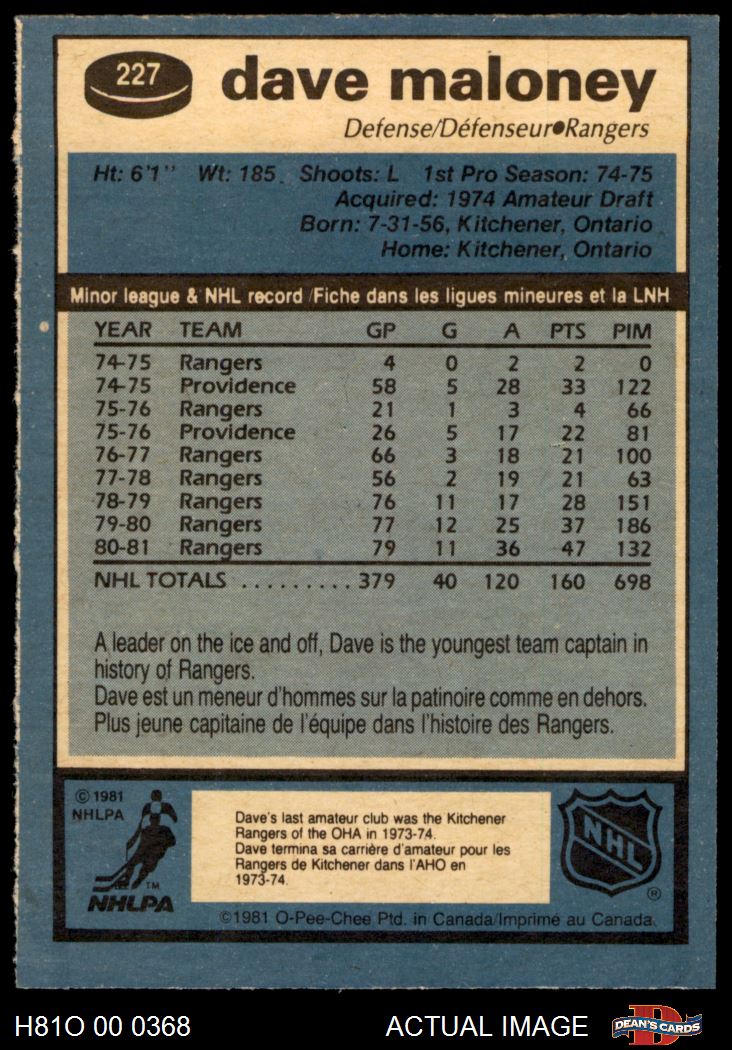 227
dave maloney
Defense/Défenseur●Rangers
Ht: 6'1" Wt: 185. Shoots: L 1st Pro Season: 74-75
Acquired: 1974 Amateur Draft
Born: 7-31-56, Kitchener, Ontario
Home: Kitchener, Ontario
Minor league & NHL record /Fiche dans les ligues mineures et la LNH
YEAR TEAM GP G A PTS PIM
74-75 Rangers 4 0 2 2 0
74-75 Providence 58 5 28 33 122
75-76 Rangers 21 1 3 4 66
75-76 Providence 26 5 17 22 81
76-77 Rangers 66 3 18 21 100
77-78 Rangers 56 2 19 21 63
78-79 Rangers 76 11 17 28 151
79-80 Rangers 77 12 25 37 186
80-81 Rangers 79 11 36 47 132
NHL TOTALS ......... 379 40 120 160 698
A leader on the ice and off, Dave is the youngest team captain in
history of Rangers.
Dave est un meneur d'hommes sur la patinoire comme en dehors.
Plus jeune capitaine de l'équipe dans l'histoire des Rangers.
© 1981
NHLPA
TM
NHLPA
Dave's last amateur club was the Kitchener
Rangers of the OHA in 1973-74.
Dave termina sa carrière d'amateur pour les
Rangers de Kitchener dans l'AHO en
1973-74.
NHL
®
©1981 O-Pee-Chee Ptd. in Canada/Imprimé au Canada.
H81O 00 0368
ACTUAL IMAGE
D
DEAN'S CARDS